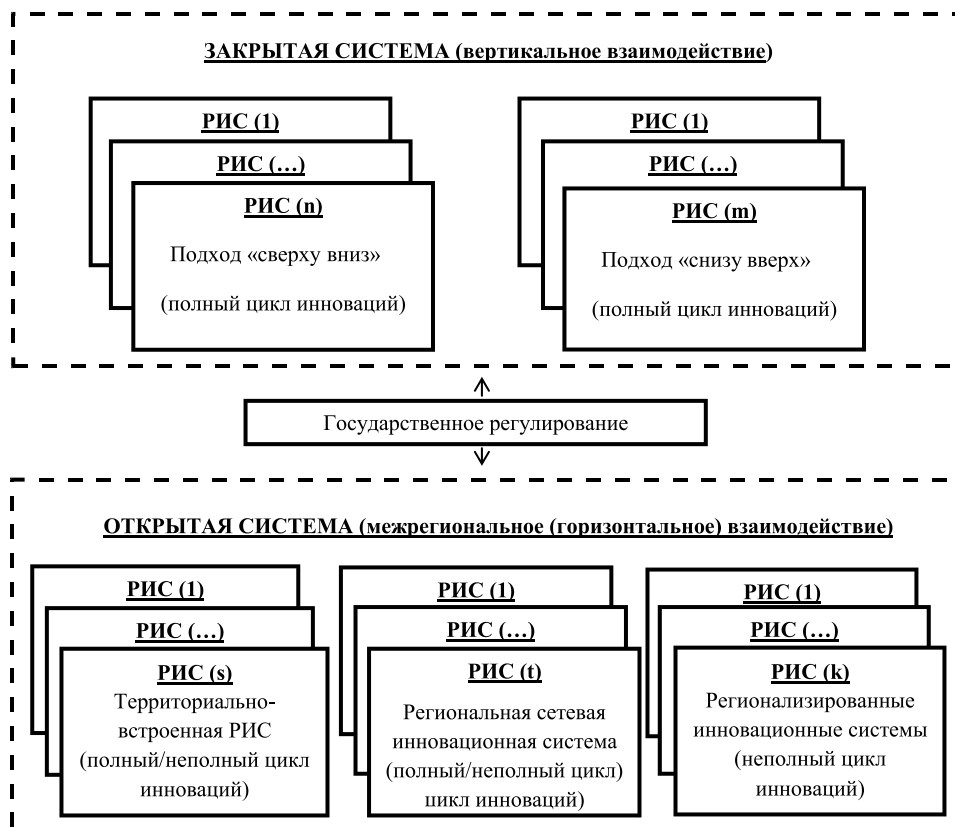 ЗАКРЫТАЯ СИСТЕМА (вертикальное взаимодействие)
РИС (1)
РИС (…)
РИС (n)
Подход «сверху вниз»
(полный цикл инноваций)
РИС (1)
РИС (…)
РИС (m)
Подход «снизу вверх»
(полный цикл инноваций)
Государственное регулирование
ОТКРЫТАЯ СИСТЕМА (межрегиональное (горизонтальное) взаимодействие)
РИС (1)
РИС (…)
РИС (s)
Территориально-
встроенная РИС
(полный/неполный цикл
инноваций)
РИС (1)
РИС (…)
РИС (t)
Региональная сетевая
инновационная система
(полный/неполный цикл)
цикл инноваций)
РИС (1)
РИС (…)
РИС (k)
Регионализированные
инновационные системы
(неполный цикл
инноваций)